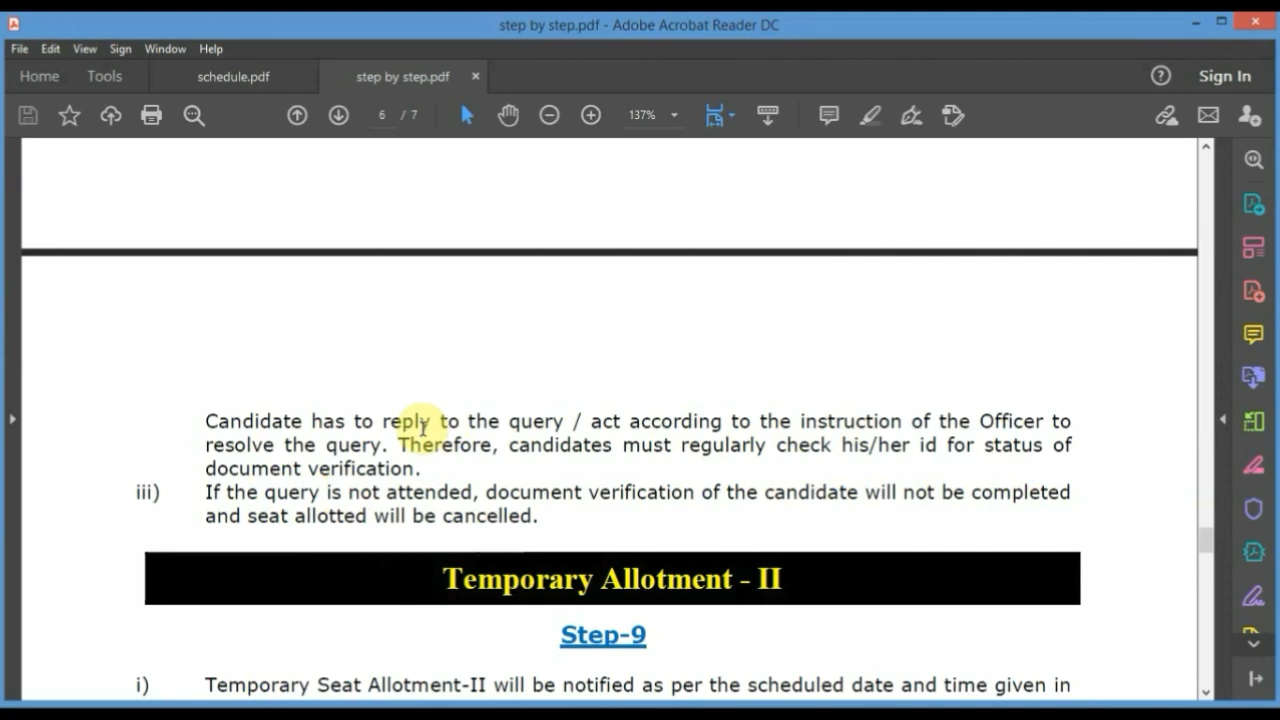 step by step.pdf - Adobe Acrobat Reader DC
File Edit View Sign Window Help
Home Tools schedule.pdf step by step.pdf × Sign In
6 / 7 137%
Candidate has to reply to the query / act according to the instruction of the Officer to
resolve the query. Therefore, candidates must regularly check his/her id for status of
document verification.
iii) If the query is not attended, document verification of the candidate will not be completed
and seat allotted will be cancelled.
Temporary Allotment - II
Step-9
i) Temporary Seat Allotment-II will be notified as per the scheduled date and time given in